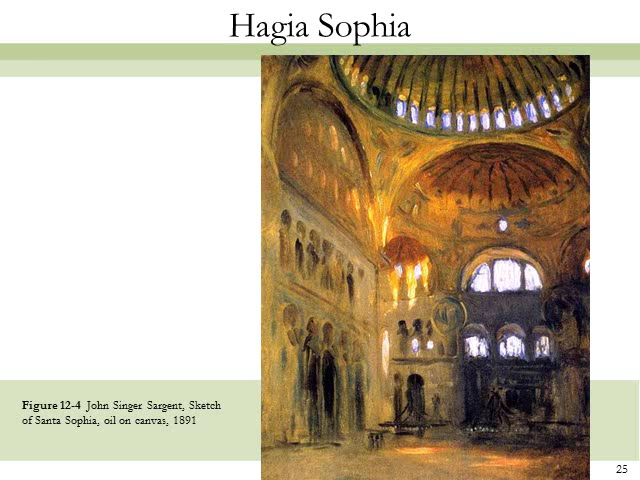 Hagia Sophia
Figure 12-4 John Singer Sargent, Sketch
of Santa Sophia, oil on canvas, 1891
25